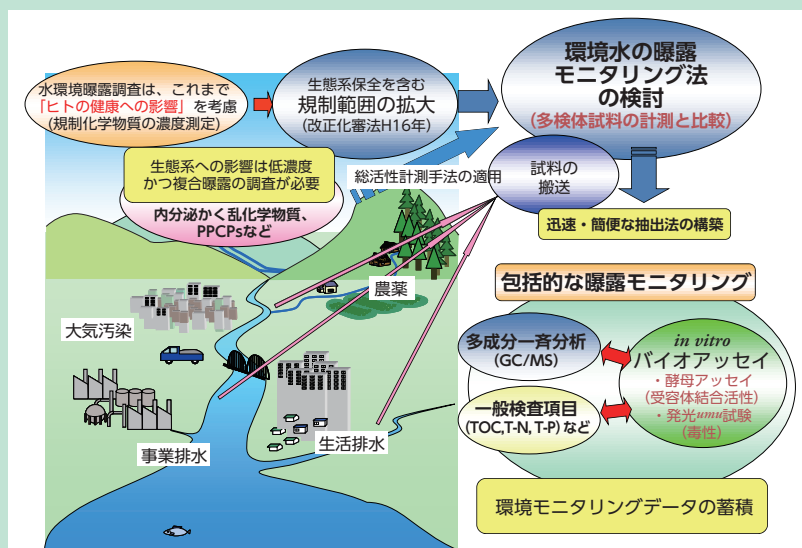 水環境曝露調査は、これまで
「ヒトの健康への影響」を考慮
(規制化学物質の濃度測定)
生態系保全を含む
規制範囲の拡大
(改正化審法H16年)
環境水の曝露
モニタリング法
の検討
(多検体試料の計測と比較)
生態系への影響は低濃度
かつ複合曝露の調査が必要
内分泌かく乱化学物質、
PPCPsなど
総活性計測手法の適用
試料の
搬送
迅速・簡便な抽出法の構築
農薬
大気汚染
事業排水
生活排水
包括的な曝露モニタリング
多成分一斉分析
(GC/MS)
一般検査項目
(TOC,T-N, T-P) など
in vitro
バイオアッセイ
・酵母アッセイ
(受容体結合活性)
・発光umu試験
(毒性)
環境モニタリングデータの蓄積